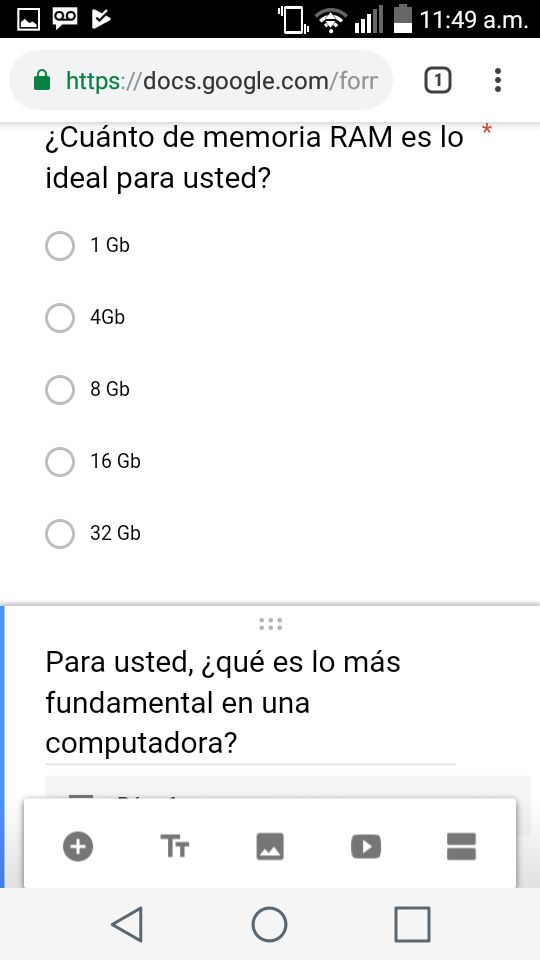 11:49 a.m.
https://docs.google.com/forr
1
¿Cuánto de memoria RAM es lo *
ideal para usted?
1 Gb
4Gb
8 Gb
16 Gb
32 Gb
Para usted, ¿qué es lo más
fundamental en una
computadora?
TT